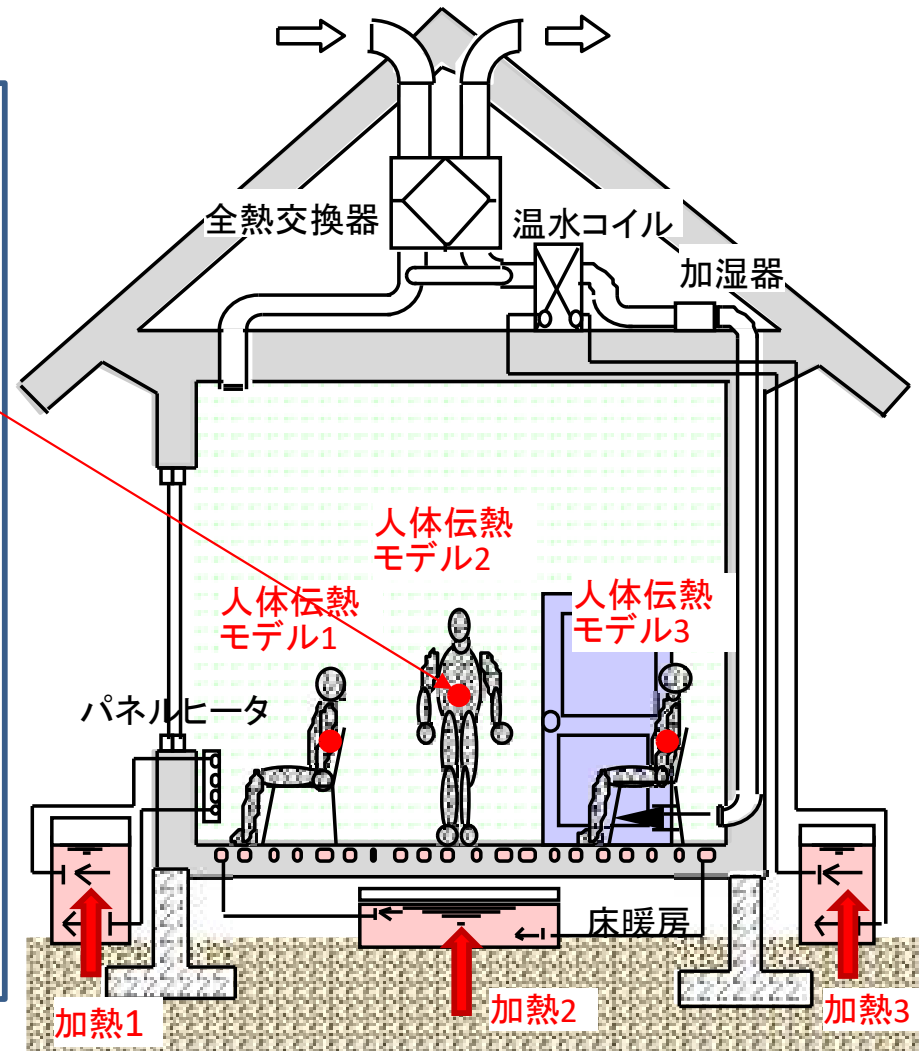 全熱交換器
温水コイル
加湿器
人体伝熱
モデル2
人体伝熱
モデル1
人体伝熱
モデル3
パネルヒータ
床暖房
加熱1
加熱2
加熱3